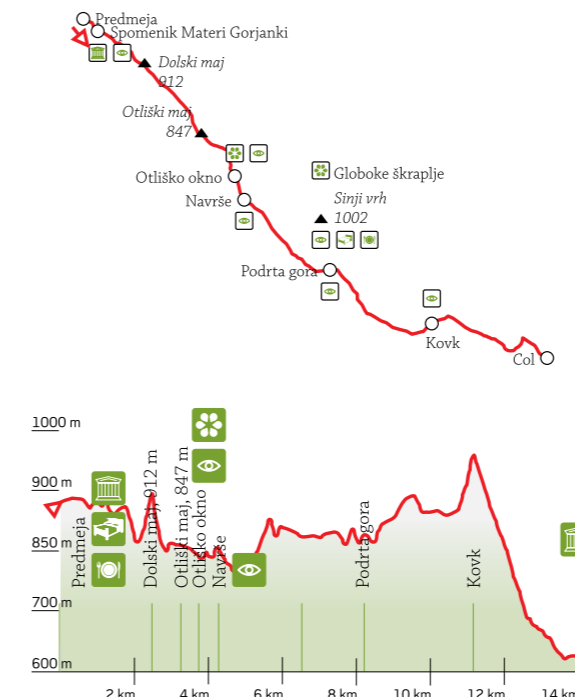 Predmeja
Spomenik Materi Gorjanki
Dolski maj
912
Otliški maj
847
Otliško okno
Globoke škraplje
Navrše
Sinji vrh
1002
Podrta gora
Kovk
Col
1000 m
900 m
850 m
700 m
600 m
Predmeja
Dolski maj, 912 m
Otliški maj, 847 m
Otliško okno
Navrše
Podrta gora
Kovk
2 km
4 km
6 km
8 km
10 km
12 km
14 km